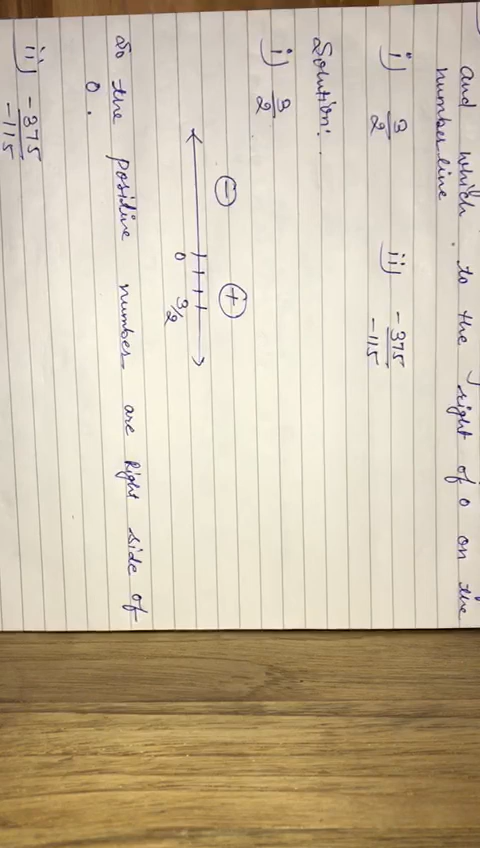 and which to the right of 0 on the
number line
i) 3/2 ii) -375/-115
Solution:
i) 3/2
⊖ ⊕
0 3/2
So the positive number are Right side of
0.
ii) -375/-115